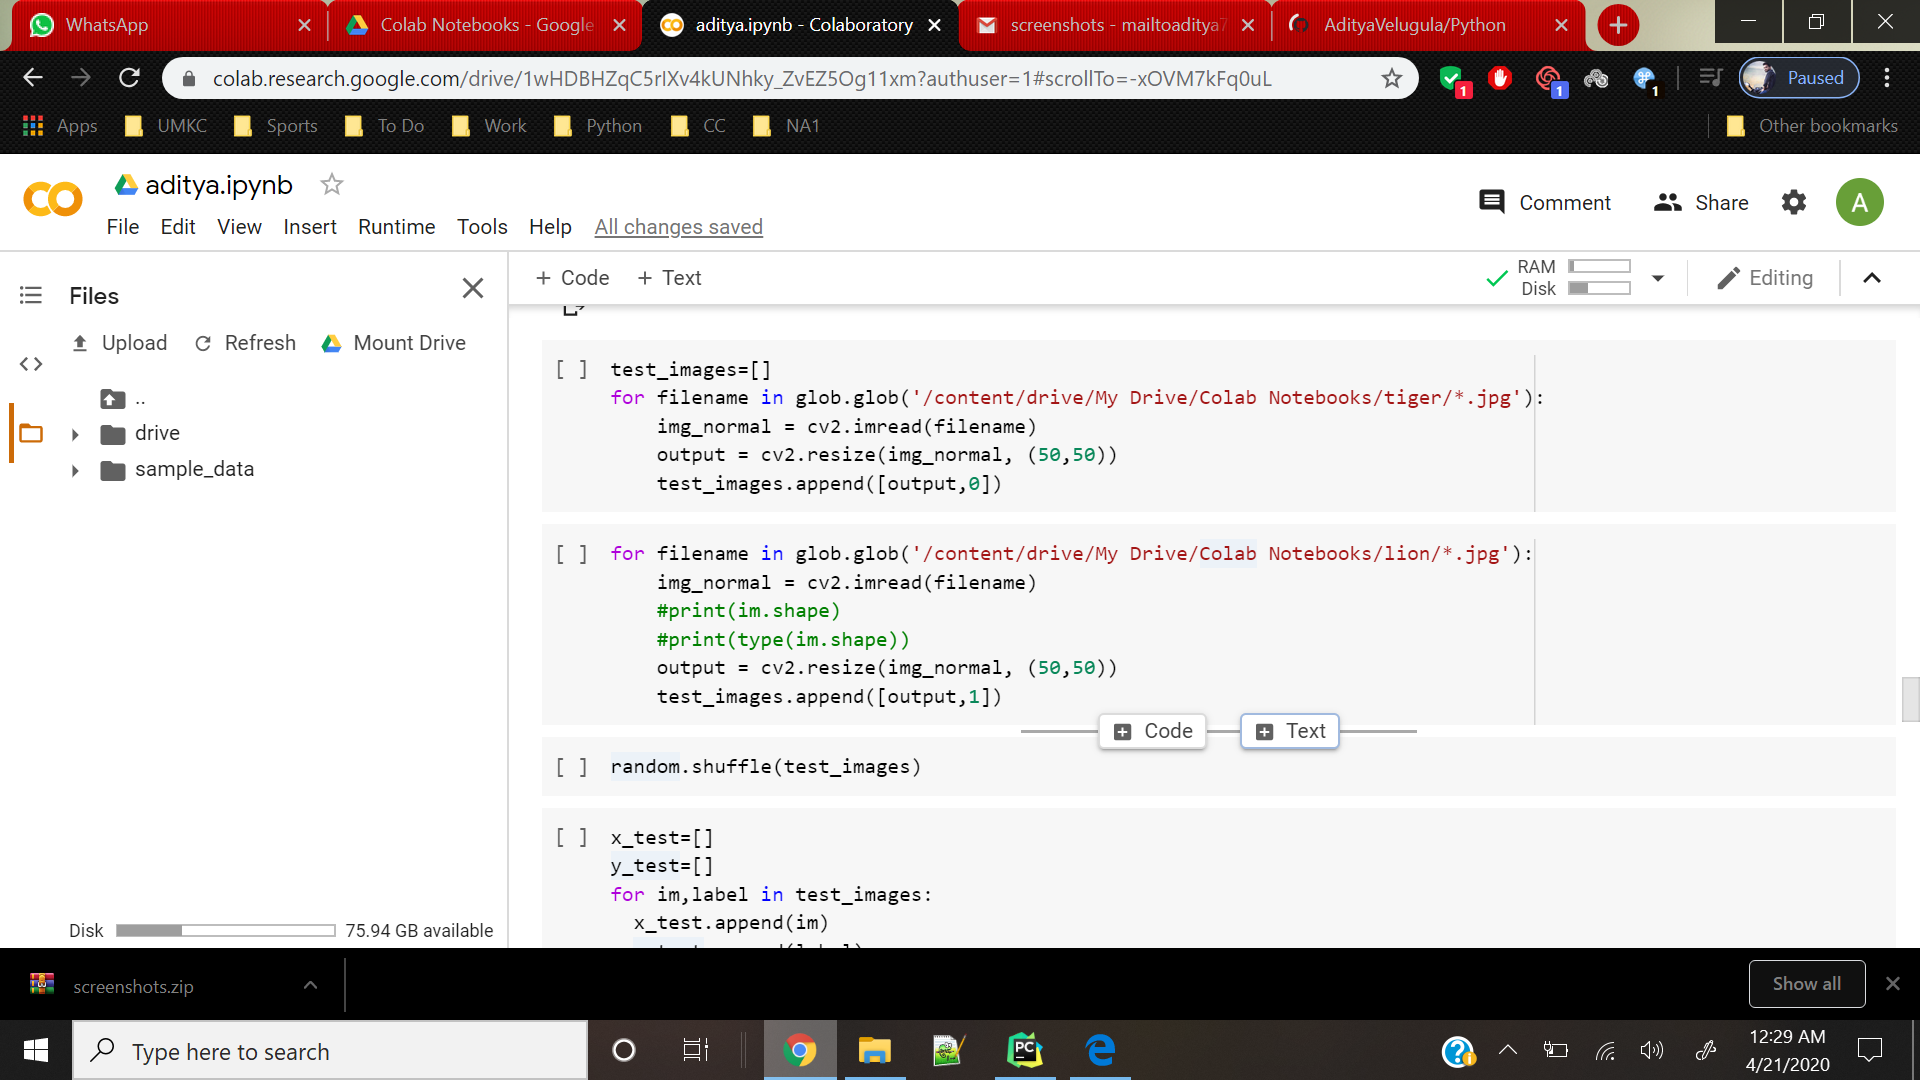 WhatsApp
Colab Notebooks - Google
aditya.ipynb - Colaboratory
screenshots - mailtoaditya7
AdityaVelugula/Python
colab.research.google.com/drive/1wHDBHZqC5rIXv4kUNhky_ZvEZ5Og11xm?authuser=1#scrollTo=-xOVM7kFq0uL
1
1
1
Paused
Apps
UMKC
Sports
To Do
Work
Python
CC
NA1
Other bookmarks
aditya.ipynb
Comment
Share
A
File Edit View Insert Runtime Tools Help All changes saved
Files
+ Code + Text
RAM
Disk
Editing
Upload Refresh Mount Drive
..
drive
sample_data
[ ] test_images=[]
for filename in glob.glob('/content/drive/My Drive/Colab Notebooks/tiger/*.jpg'):
img_normal = cv2.imread(filename)
output = cv2.resize(img_normal, (50,50))
test_images.append([output,0])
[ ] for filename in glob.glob('/content/drive/My Drive/Colab Notebooks/lion/*.jpg'):
img_normal = cv2.imread(filename)
#print(im.shape)
#print(type(im.shape))
output = cv2.resize(img_normal, (50,50))
test_images.append([output,1])
Code Text
[ ] random.shuffle(test_images)
[ ] x_test=[]
y_test=[]
for im,label in test_images:
x_test.append(im)
Disk 75.94 GB available
screenshots.zip
Show all
Type here to search
PC
12:29 AM
4/21/2020